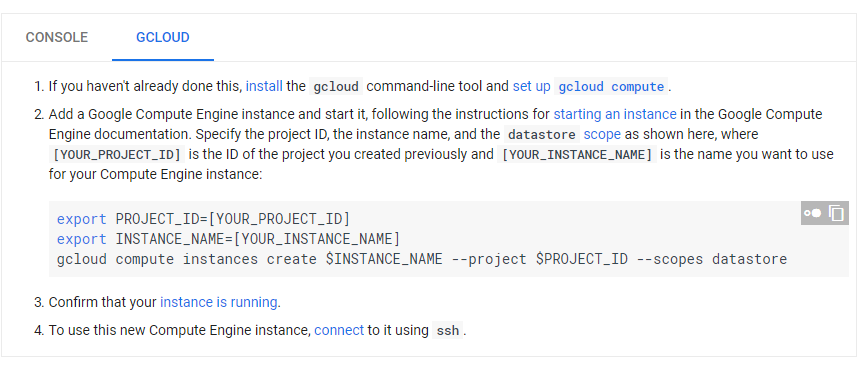 CONSOLE GCLOUD
1. If you haven't already done this, install the gcloud command-line tool and set up gcloud compute.
2. Add a Google Compute Engine instance and start it, following the instructions for starting an instance in the Google Compute
Engine documentation. Specify the project ID, the instance name, and the datastore scope as shown here, where
[YOUR_PROJECT_ID] is the ID of the project you created previously and [YOUR_INSTANCE_NAME] is the name you want to use
for your Compute Engine instance:
export PROJECT_ID=[YOUR_PROJECT_ID]
export INSTANCE_NAME=[YOUR_INSTANCE_NAME]
gcloud compute instances create $INSTANCE_NAME --project $PROJECT_ID --scopes datastore
3. Confirm that your instance is running.
4. To use this new Compute Engine instance, connect to it using ssh.